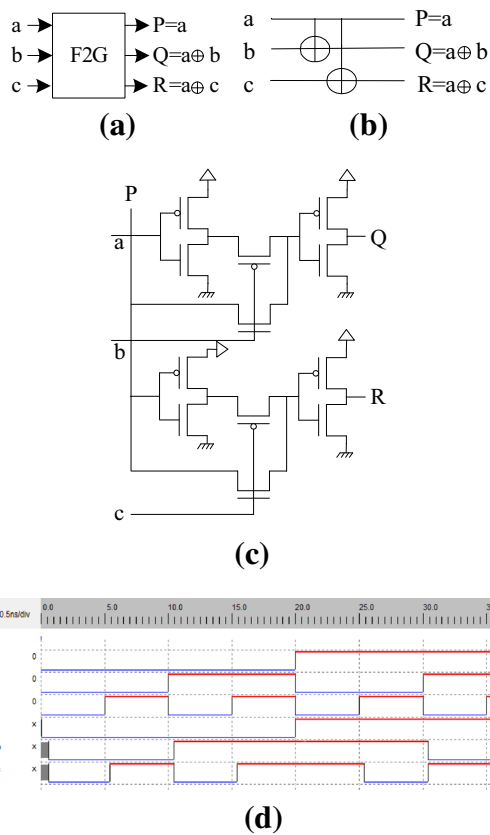 a
b
c
F2G
P=a
Q=a⊕ b
R=a⊕ c
(a)
a
b
c
P=a
Q=a⊕ b
R=a⊕ c
(b)
P
a
Q
b
R
c
(c)
0.5ns/div
0.0 5.0 10.0 15.0 20.0 25.0 30.0
0
0
0
x
x
x
(d)